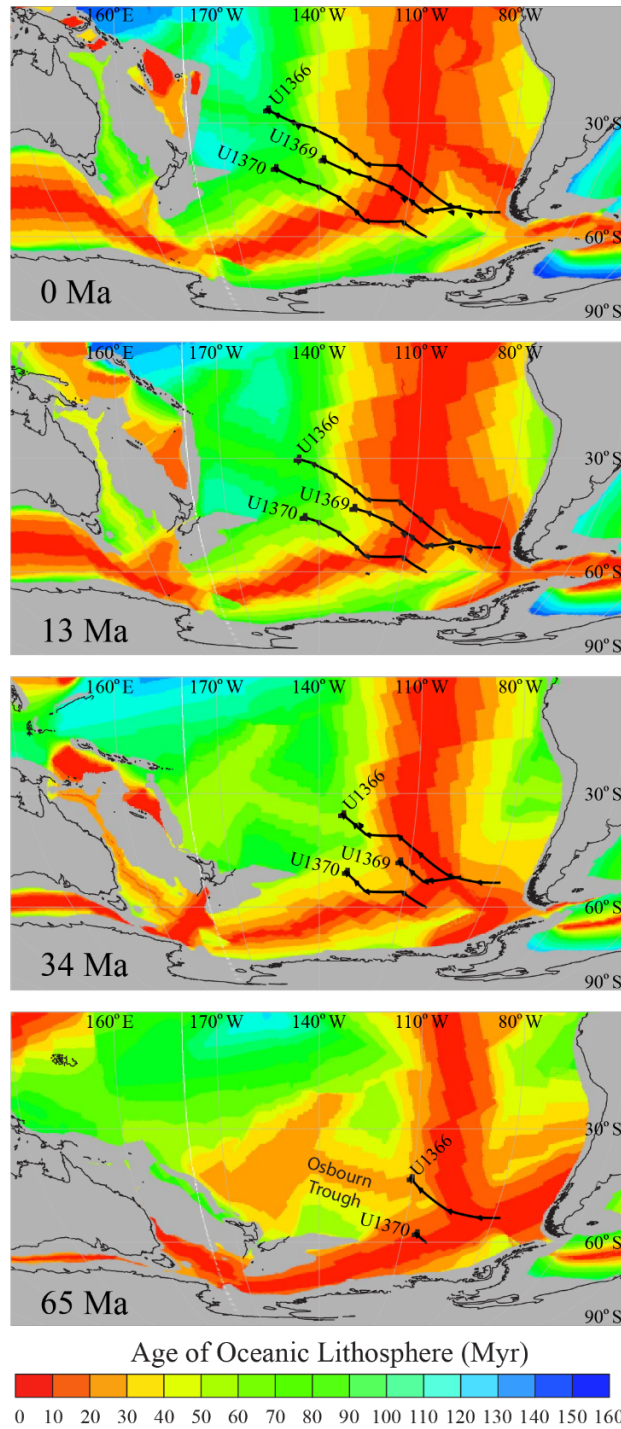 160°E 170°W 140°W 110°W 80°W
U1366
30°S
U1369
U1370
60°S
0 Ma
90°S
160°E 170°W 140°W 110°W 80°W
U1366
30°S
U1369
U1370
60°S
13 Ma
90°S
160°E 170°W 140°W 110°W 80°W
U1366
30°S
U1369
U1370
60°S
34 Ma
90°S
160°E 170°W 140°W 110°W 80°W
30°S
U1366
Osbourn
Trough
U1370
60°S
65 Ma
90°S
Age of Oceanic Lithosphere (Myr)
0 10 20 30 40 50 60 70 80 90 100 110 120 130 140 150 160